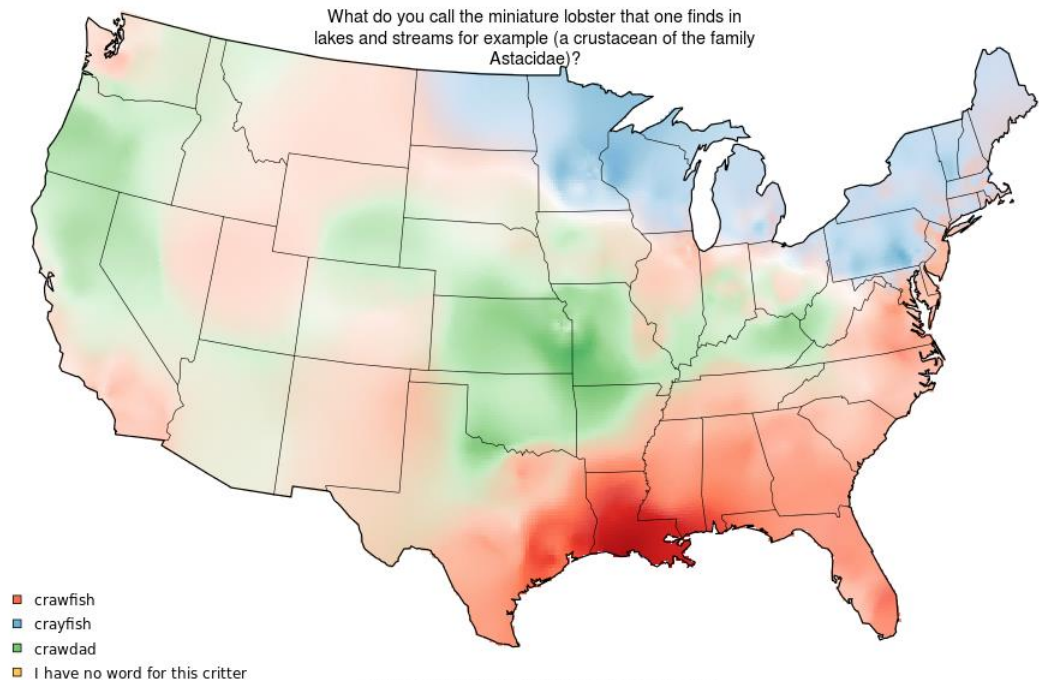 What do you call the miniature lobster that one finds in
lakes and streams for example (a crustacean of the family
Astacidae)?
crawfish
crayfish
crawdad
I have no word for this critter